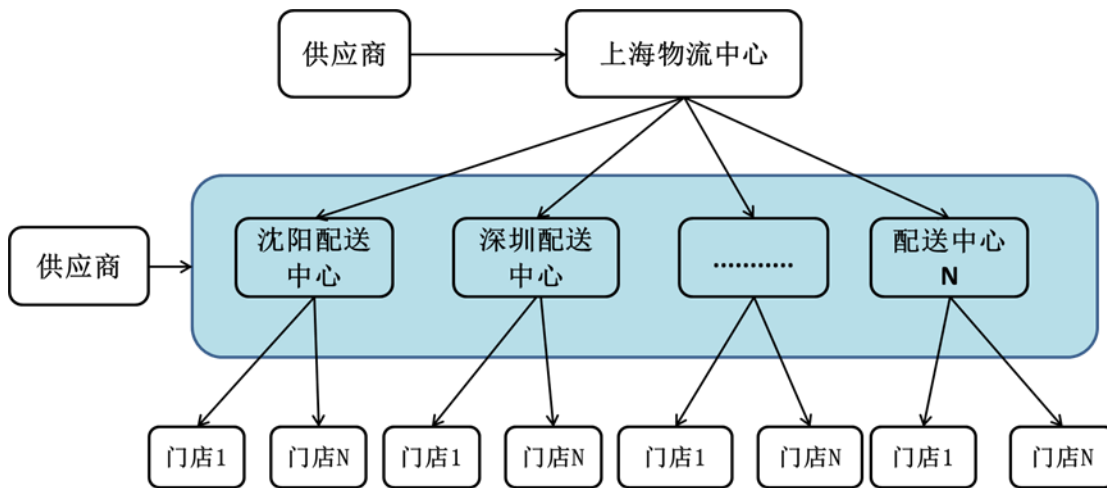 供应商
上海物流中心
供应商
沈阳配送
中心
深圳配送
中心
...........
配送中心
N
门店1
门店N
门店1
门店N
门店1
门店N
门店1
门店N